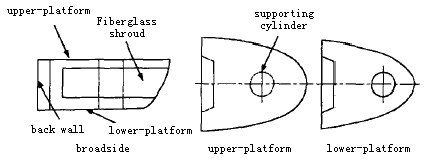 upper-platform
Fiberglass
shroud
supporting
cylinder
back wall
lower-platform
broadside
upper-platform
lower-platform